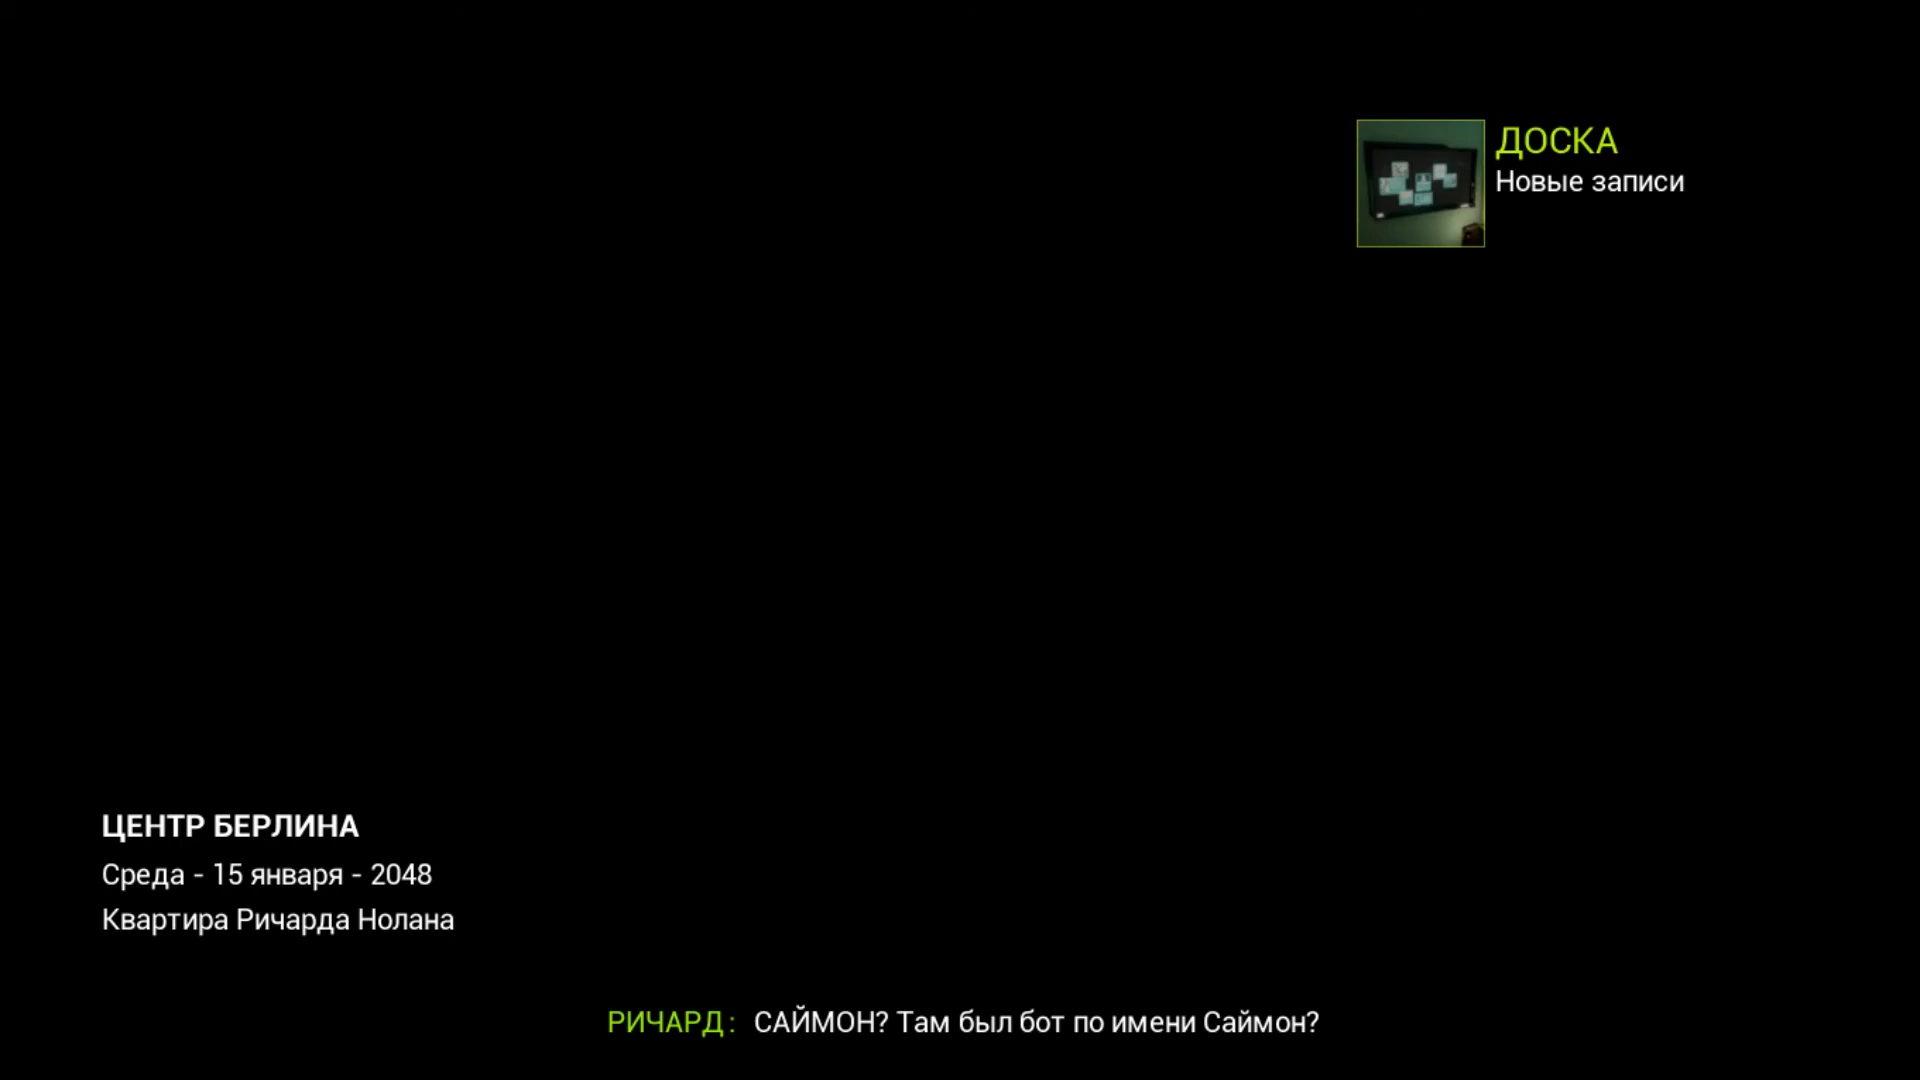 ДОСКА
Новые записи
ЦЕНТР БЕРЛИНА
Среда - 15 января - 2048
Квартира Ричарда Нолана
РИЧАРД: САЙМОН? Там был бот по имени Саймон?